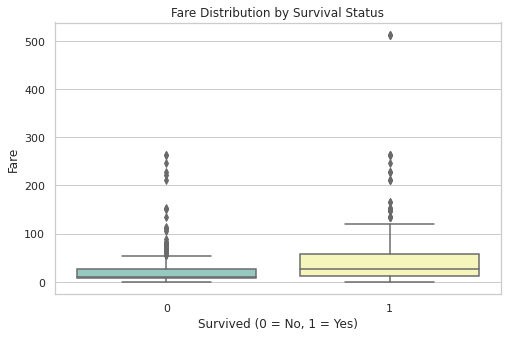 Fare Distribution by Survival Status
500
400
300
200
100
0
Fare
0
1
Survived (0 = No, 1 = Yes)